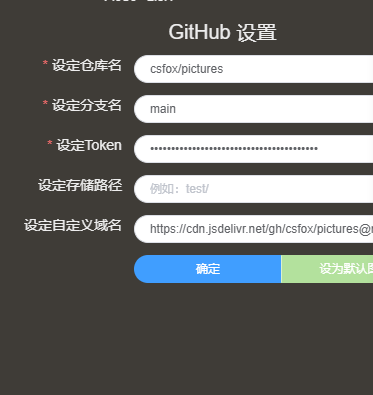 GitHub 设置
* 设定仓库名
csfox/pictures
* 设定分支名
main
* 设定Token
••••••••••••••••••••••••••••••••••••••••
设定存储路径
例如：test/
设定自定义域名
https://cdn.jsdelivr.net/gh/csfox/pictures@
确定
设为默认